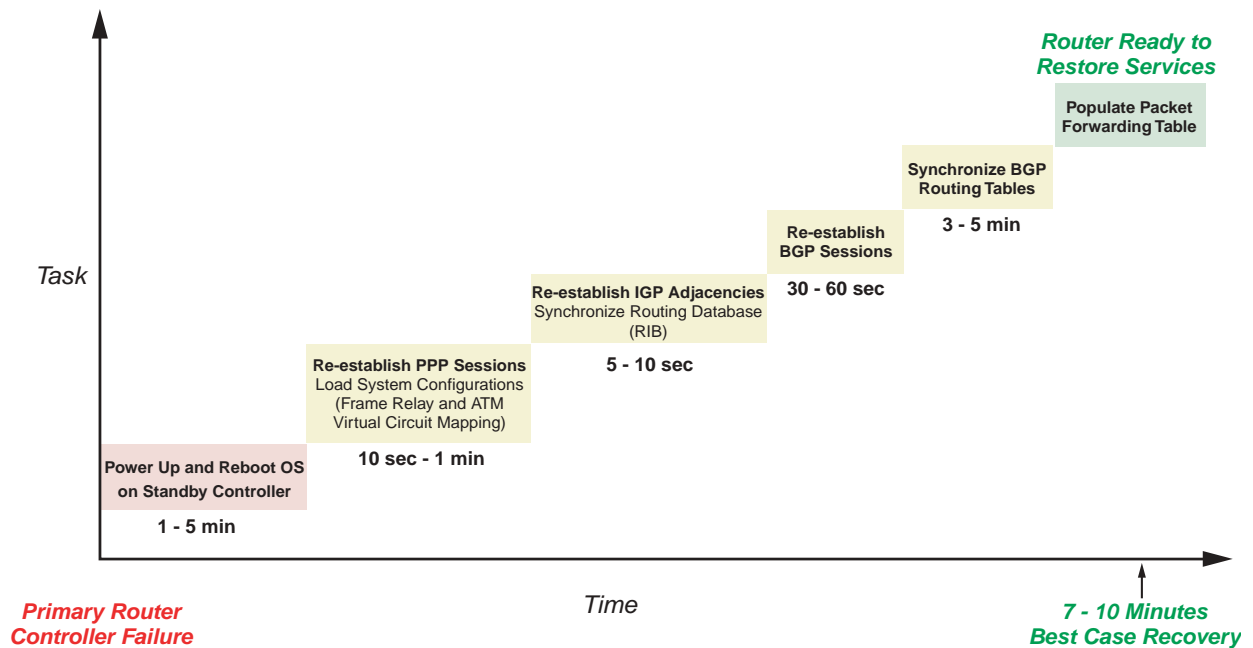 Router Ready to
Restore Services
Populate Packet
Forwarding Table
Synchronize BGP
Routing Tables
3 - 5 min
Re-establish
BGP Sessions
30 - 60 sec
Task
Re-establish IGP Adjacencies
Synchronize Routing Database
(RIB)
5 - 10 sec
Re-establish PPP Sessions
Load System Configurations
(Frame Relay and ATM
Virtual Circuit Mapping)
10 sec - 1 min
Power Up and Reboot OS
on Standby Controller
1 - 5 min
Primary Router
Controller Failure
Time
7 - 10 Minutes
Best Case Recovery